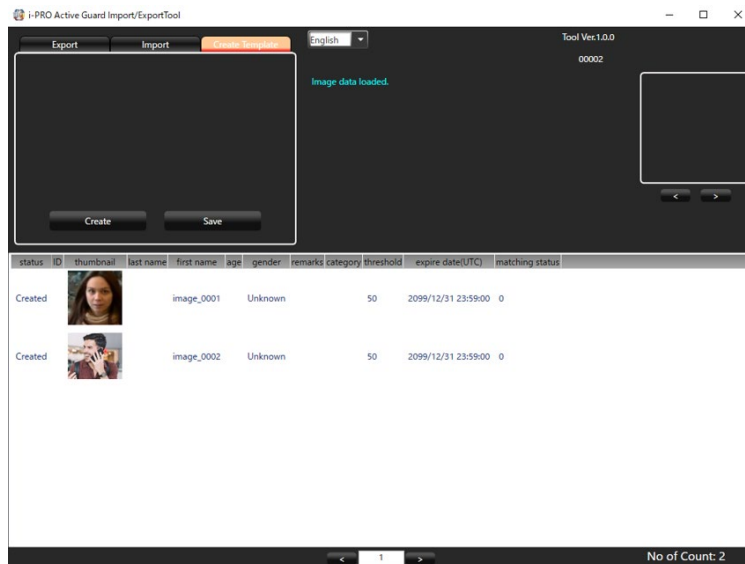 i-PRO Active Guard Import/ExportTool
Export Import Create Template English Tool Ver.1.0.0
00002
Image data loaded.
< >
Create Save
status ID thumbnail last name first name age gender remarks category threshold expire date(UTC) matching status
Created image_0001 Unknown 50 2099/12/31 23:59:00 0
Created image_0002 Unknown 50 2099/12/31 23:59:00 0
< 1 > No of Count: 2